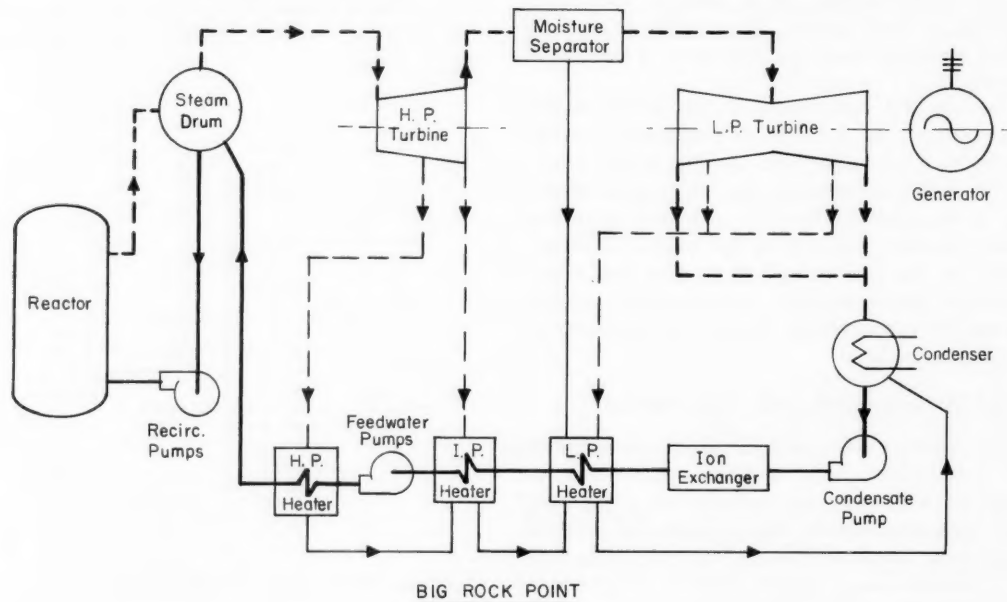 Moisture
Separator
Steam
Drum
H. P.
Turbine
L.P. Turbine
Generator
Reactor
Condenser
Recirc.
Pumps
Feedwater
Pumps
H. P.
Heater
I. P.
Heater
L. P.
Heater
Ion
Exchanger
Condensate
Pump
BIG ROCK POINT